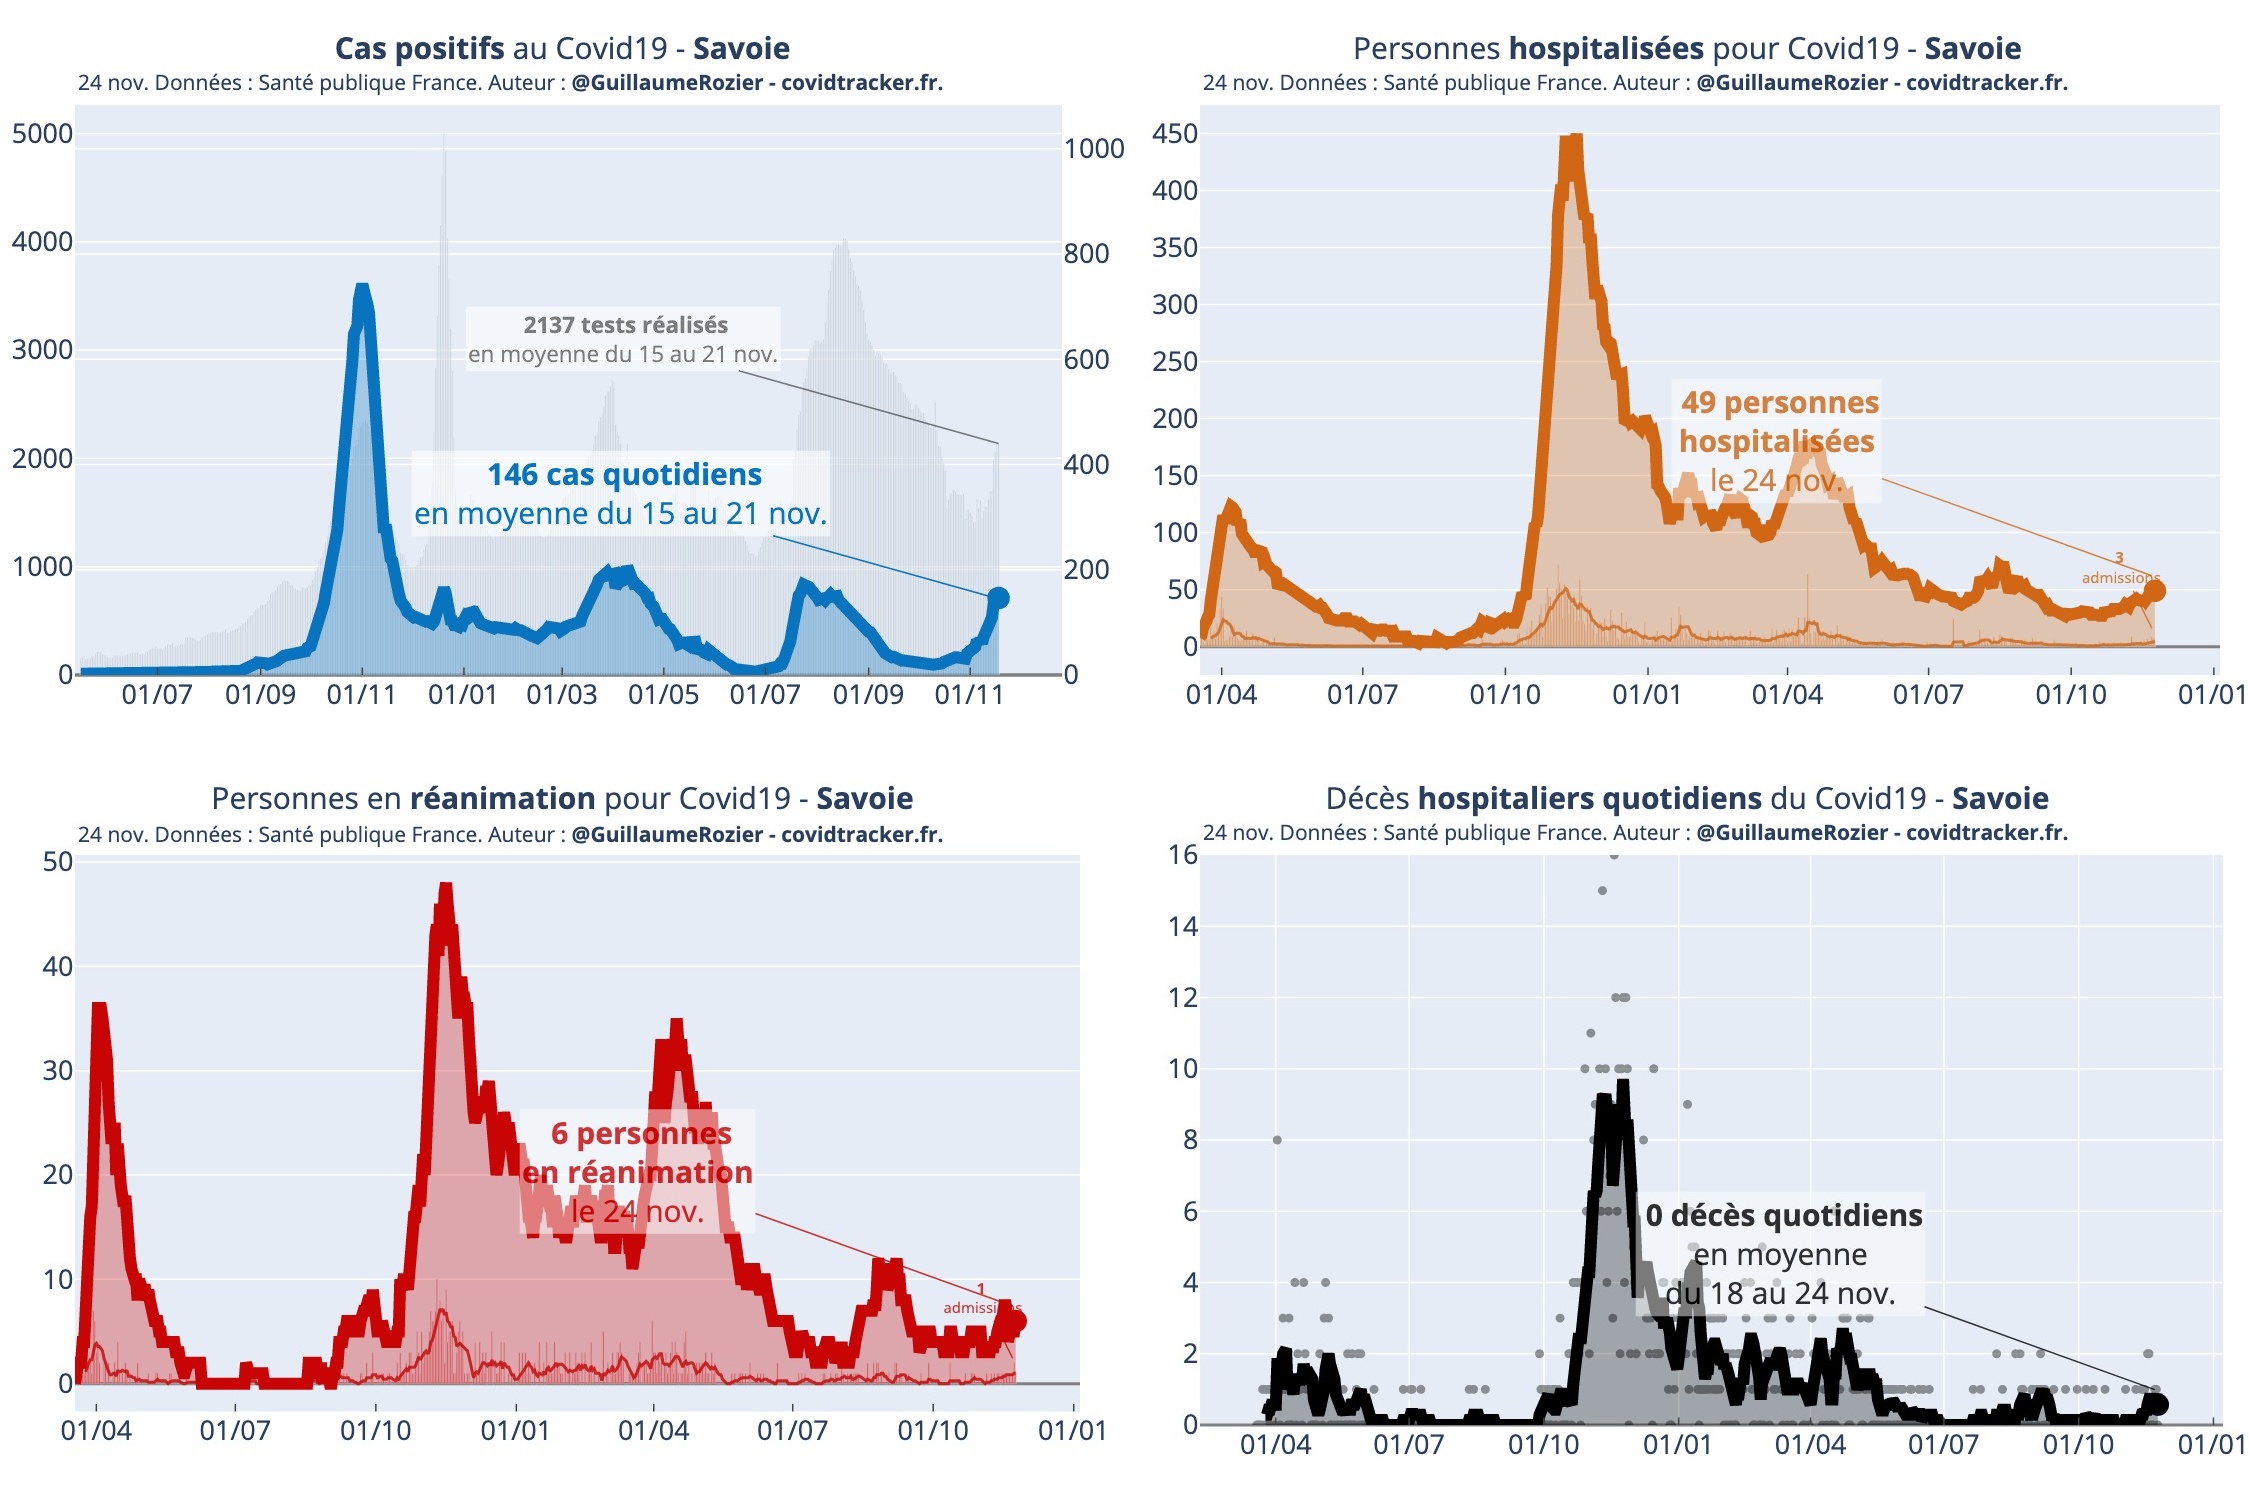 Cas positifs au Covid19 - Savoie
24 nov. Données : Santé publique France. Auteur : @GuillaumeRozier - covidtracker.fr.
5000
4000
3000
2000
1000
0
1000
800
600
400
200
0
2137 tests réalisés
en moyenne du 15 au 21 nov.
146 cas quotidiens
en moyenne du 15 au 21 nov.
01/07 01/09 01/11 01/01 01/03 01/05 01/07 01/09 01/11
Personnes hospitalisées pour Covid19 - Savoie
24 nov. Données : Santé publique France. Auteur : @GuillaumeRozier - covidtracker.fr.
450
400
350
300
250
200
150
100
50
0
49 personnes
hospitalisées
le 24 nov.
3
admissions
01/04 01/07 01/10 01/01 01/04 01/07 01/10 01/01
Personnes en réanimation pour Covid19 - Savoie
24 nov. Données : Santé publique France. Auteur : @GuillaumeRozier - covidtracker.fr.
50
40
30
20
10
0
6 personnes
en réanimation
le 24 nov.
1
admissions
01/04 01/07 01/10 01/01 01/04 01/07 01/10 01/01
Décès hospitaliers quotidiens du Covid19 - Savoie
24 nov. Données : Santé publique France. Auteur : @GuillaumeRozier - covidtracker.fr.
16
14
12
10
8
6
4
2
0
0 décès quotidiens
en moyenne
du 18 au 24 nov.
01/04 01/07 01/10 01/01 01/04 01/07 01/10 01/01